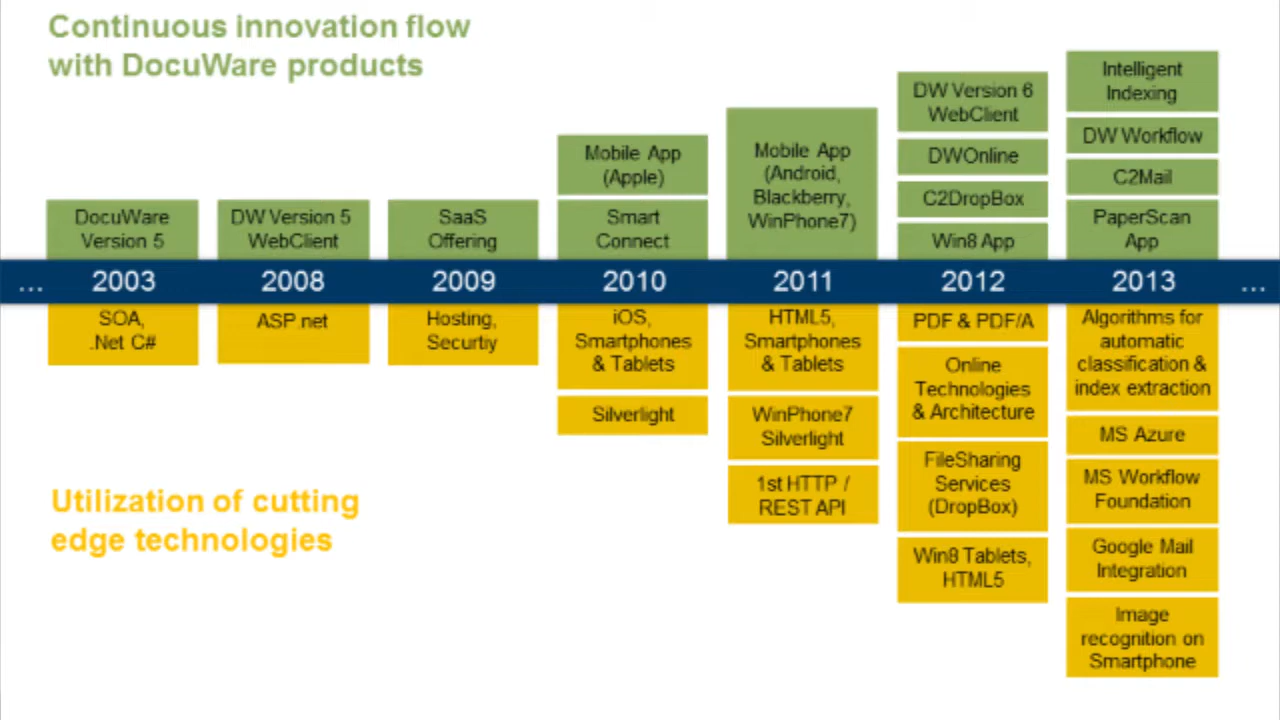 Continuous innovation flow
with DocuWare products
DocuWare
Version 5
DW Version 5
WebClient
SaaS
Offering
Mobile App
(Apple)
Smart
Connect
Mobile App
(Android,
Blackberry,
WinPhone7)
DW Version 6
WebClient
DWOnline
C2DropBox
Win8 App
Intelligent
Indexing
DW Workflow
C2Mail
PaperScan
App
... 2003 2008 2009 2010 2011 2012 2013 ...
SOA,
.Net C#
ASP.net
Hosting,
Securtiy
iOS,
Smartphones
& Tablets
Silverlight
HTML5,
Smartphones
& Tablets
WinPhone7
Silverlight
1st HTTP /
REST API
PDF & PDF/A
Online
Technologies
& Architecture
FileSharing
Services
(DropBox)
Win8 Tablets,
HTML5
Algorithms for
automatic
classification &
index extraction
MS Azure
MS Workflow
Foundation
Google Mail
Integration
Image
recognition on
Smartphone
Utilization of cutting
edge technologies